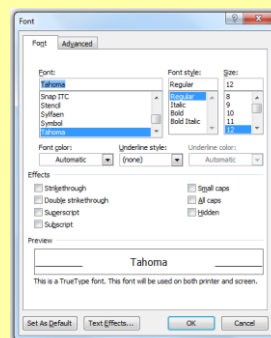 Font
Font Advanced
Font: Font style: Size:
Tahoma Regular 12
Snap ITC Regular 8
Stencil Italic 9
Sylfaen Bold 10
Symbol Bold Italic 11
Tahoma 12
Font color: Underline style: Underline color:
Automatic (none) Automatic
Effects
Strikethrough Small caps
Double strikethrough All caps
Superscript Hidden
Subscript
Preview
Tahoma
This is a TrueType font. This font will be used on both printer and screen.
Set As Default Text Effects... OK Cancel